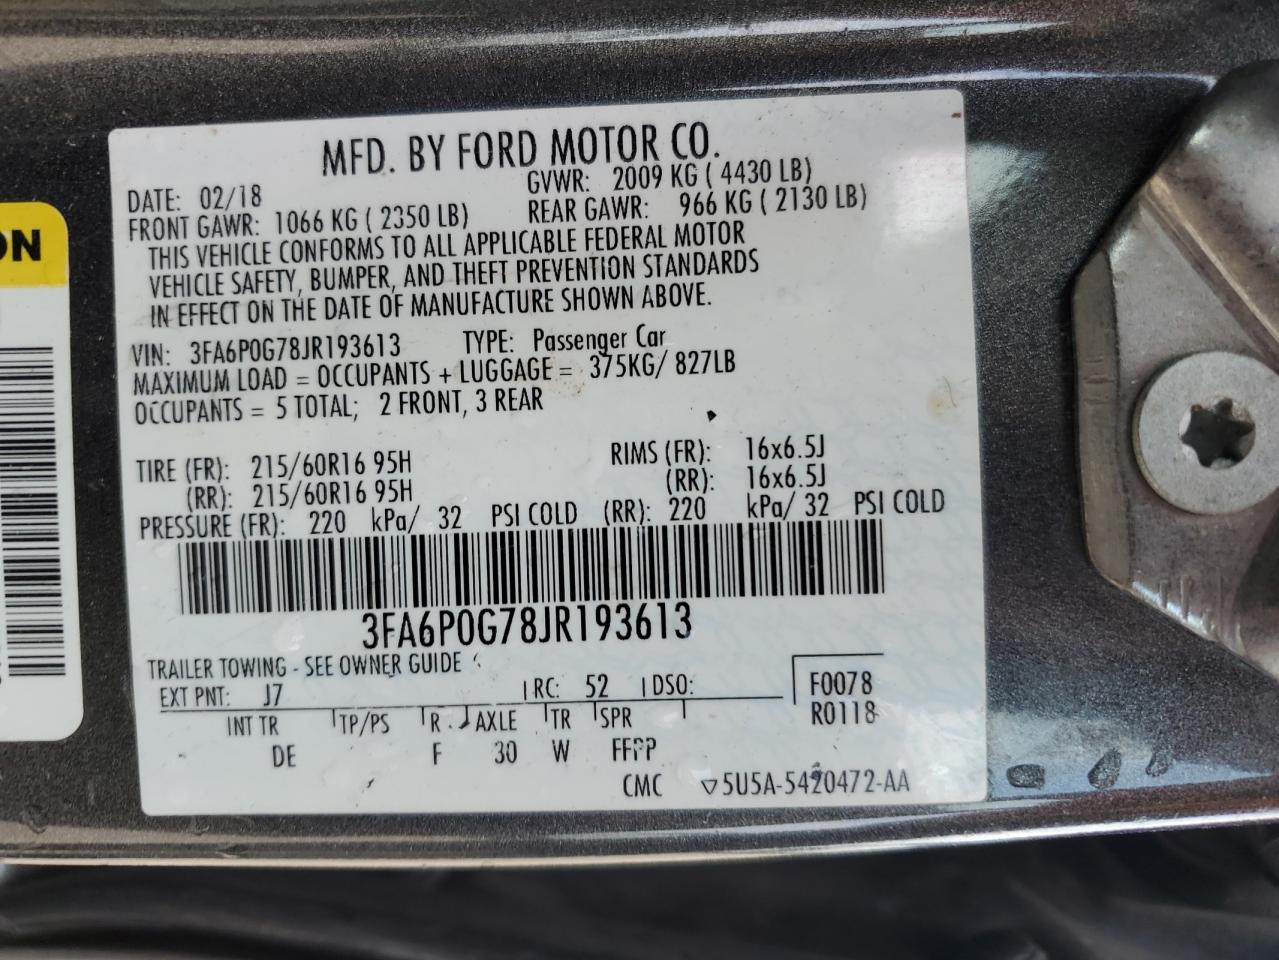 ON
MFD. BY FORD MOTOR CO.
DATE: 02/18 GVWR: 2009 KG ( 4430 LB)
FRONT GAWR: 1066 KG ( 2350 LB) REAR GAWR: 966 KG ( 2130 LB)
THIS VEHICLE CONFORMS TO ALL APPLICABLE FEDERAL MOTOR
VEHICLE SAFETY, BUMPER, AND THEFT PREVENTION STANDARDS
IN EFFECT ON THE DATE OF MANUFACTURE SHOWN ABOVE.
VIN: 3FA6P0G78JR193613 TYPE: Passenger Car
MAXIMUM LOAD = OCCUPANTS + LUGGAGE = 375KG/ 827LB
OCCUPANTS = 5 TOTAL; 2 FRONT, 3 REAR
TIRE (FR): 215/60R16 95H RIMS (FR): 16x6.5J
(RR): 215/60R16 95H (RR): 16x6.5J
PRESSURE (FR): 220 kPa/ 32 PSI COLD (RR): 220 kPa/ 32 PSI COLD
3FA6P0G78JR193613
TRAILER TOWING - SEE OWNER GUIDE
EXT PNT: J7 RC: 52 DSO: F0078
INT TR TP/PS R AXLE TR SPR R0118
DE F 30 W FFPP
CMC ▽5U5A-5420472-AA